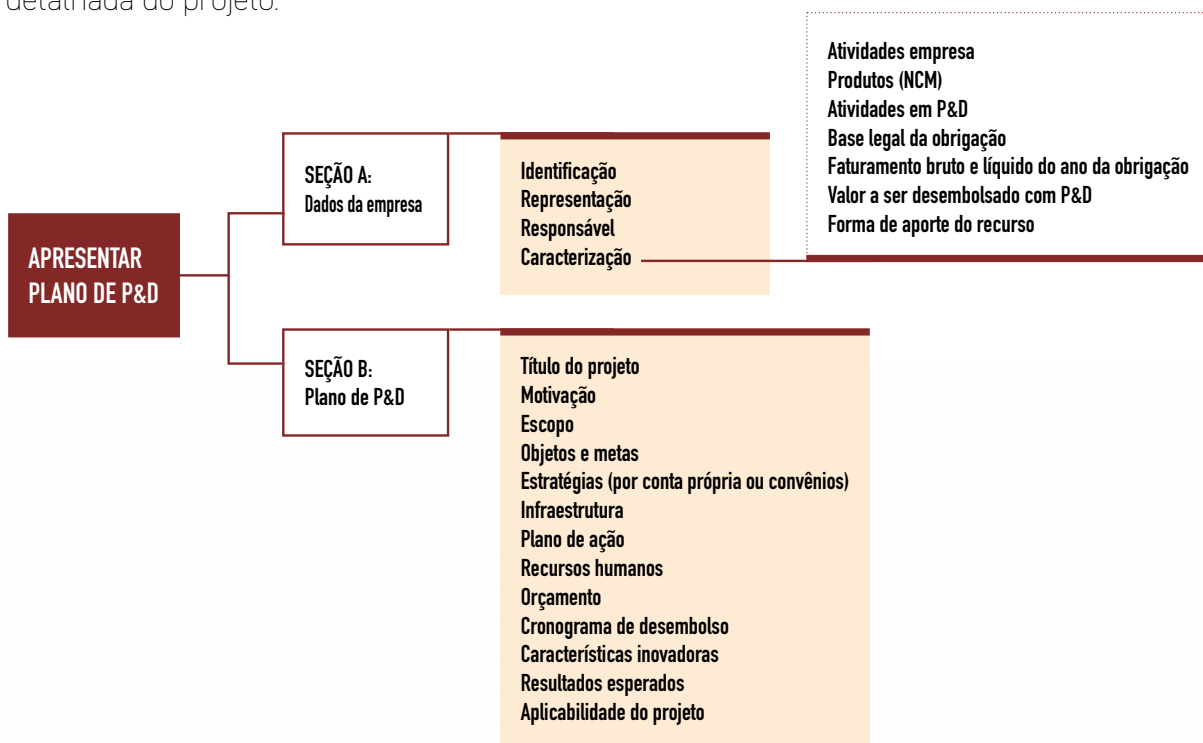 detalhada do projeto.
APRESENTAR
PLANO DE P&D
SEÇÃO A:
Dados da empresa
Identificação
Representação
Responsável
Caracterização
Atividades empresa
Produtos (NCM)
Atividades em P&D
Base legal da obrigação
Faturamento bruto e líquido do ano da obrigação
Valor a ser desembolsado com P&D
Forma de aporte do recurso
SEÇÃO B:
Plano de P&D
Título do projeto
Motivação
Escopo
Objetos e metas
Estratégias (por conta própria ou convênios)
Infraestrutura
Plano de ação
Recursos humanos
Orçamento
Cronograma de desembolso
Características inovadoras
Resultados esperados
Aplicabilidade do projeto